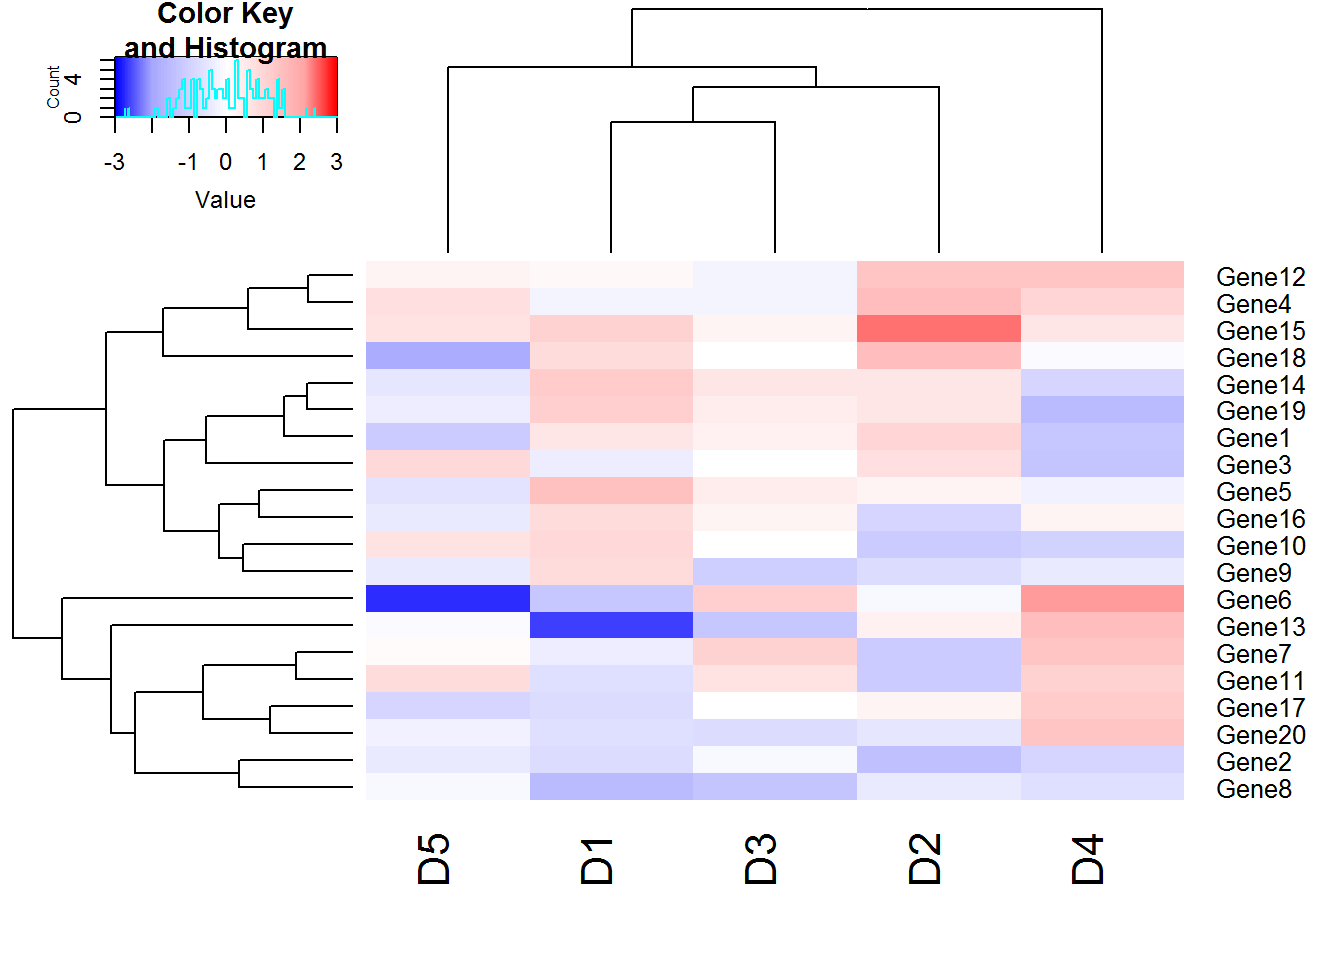 Color Key
and Histogram
Count
0 4
-3 -1 0 1 2 3
Value
Gene12
Gene4
Gene15
Gene18
Gene14
Gene19
Gene1
Gene3
Gene5
Gene16
Gene10
Gene9
Gene6
Gene13
Gene7
Gene11
Gene17
Gene20
Gene2
Gene8
D5 D1 D3 D2 D4